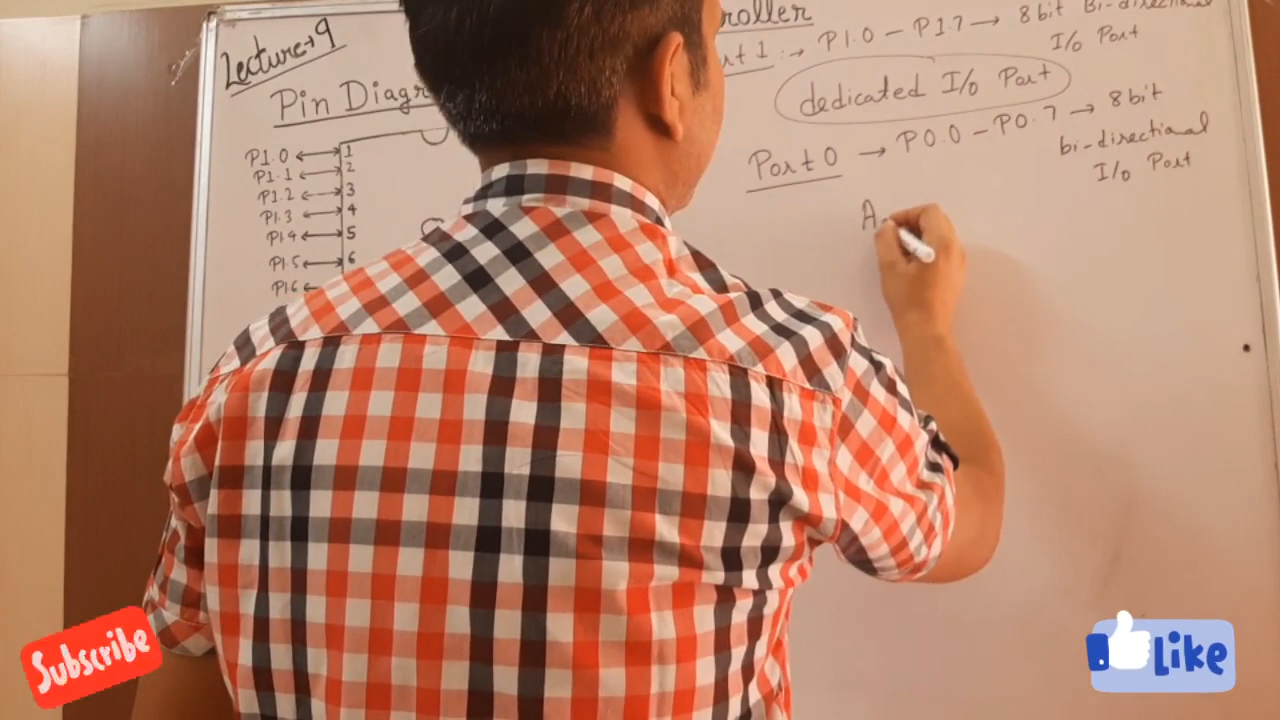 Lecture→9
Pin Diagr
P1.0 1
P1.1 2
P1.2 3
P1.3 4
P1.4 5
P1.5 6
P1.6
roller
rt 1 :→ P1.0 – P1.7 → 8 bit Bi-directional
I/o Port
dedicated I/o Port
Port 0 → P0.0 – P0.7 → 8 bit
bi-directional
I/o Port
A
Subscribe
Like